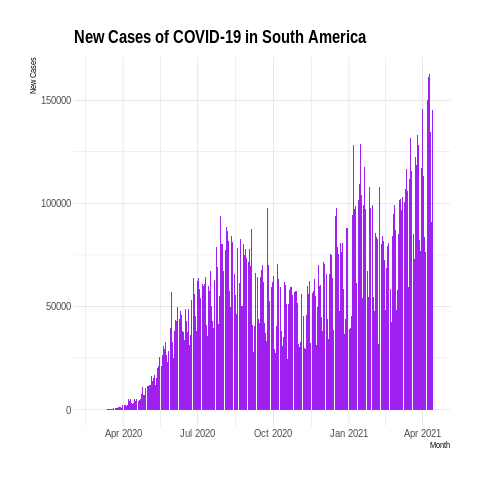 New Cases of COVID-19 in South America
New Cases
150000
100000
50000
0
Apr 2020 Jul 2020 Oct 2020 Jan 2021 Apr 2021
Month